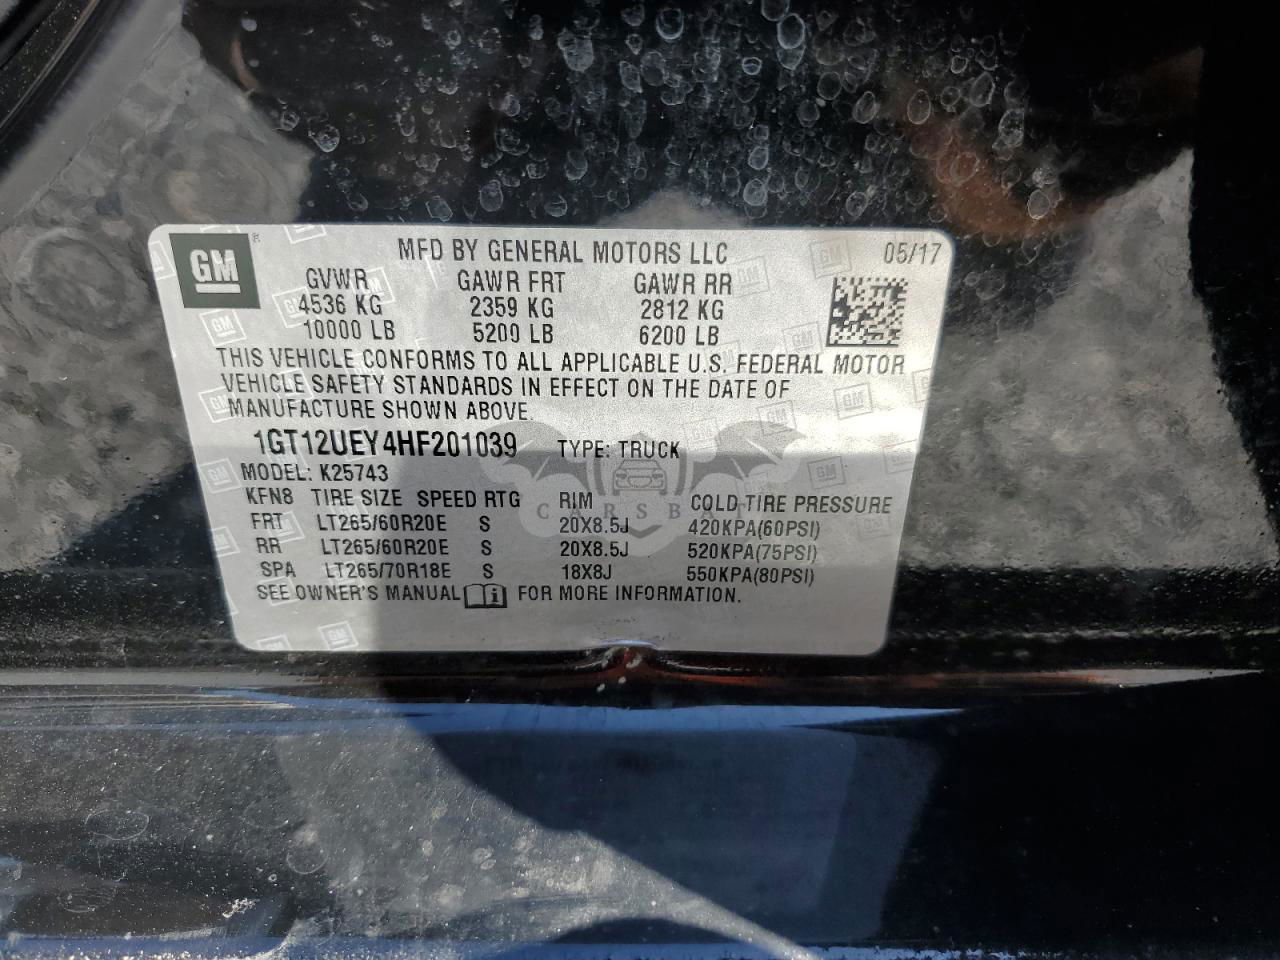 GM ® MFD BY GENERAL MOTORS LLC 05/17
GVWR GAWR FRT GAWR RR
4536 KG 2359 KG 2812 KG
10000 LB 5200 LB 6200 LB
THIS VEHICLE CONFORMS TO ALL APPLICABLE U.S. FEDERAL MOTOR
VEHICLE SAFETY STANDARDS IN EFFECT ON THE DATE OF
MANUFACTURE SHOWN ABOVE.
1GT12UEY4HF201039 TYPE: TRUCK
MODEL: K25743
KFN8 TIRE SIZE SPEED RTG RIM COLD TIRE PRESSURE
FRT LT265/60R20E S 20X8.5J 420KPA(60PSI)
RR LT265/60R20E S 20X8.5J 520KPA(75PSI)
SPA LT265/70R18E S 18X8J 550KPA(80PSI)
SEE OWNER'S MANUAL i FOR MORE INFORMATION.
CARSBAT